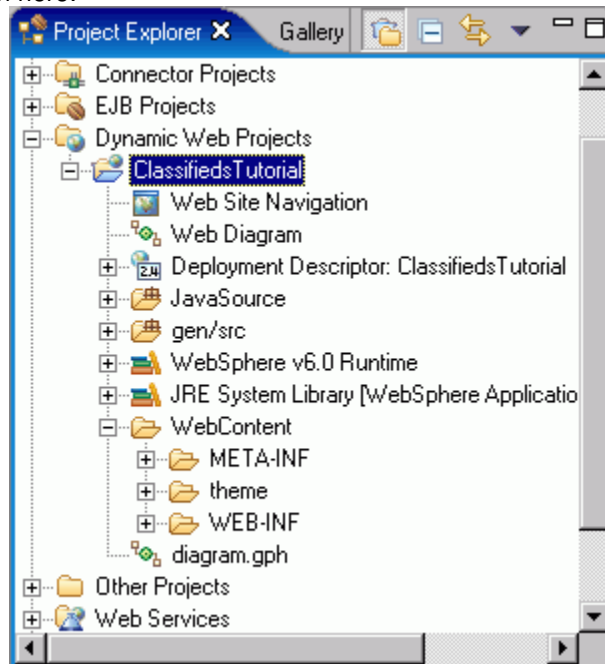 Project Explorer Gallery
Connector Projects
EJB Projects
Dynamic Web Projects
ClassifiedsTutorial
Web Site Navigation
Web Diagram
2.4 Deployment Descriptor: ClassifiedsTutorial
JavaSource
gen/src
WebSphere v6.0 Runtime
JRE System Library [WebSphere Applicatio
WebContent
META-INF
theme
WEB-INF
diagram.gph
Other Projects
Web Services